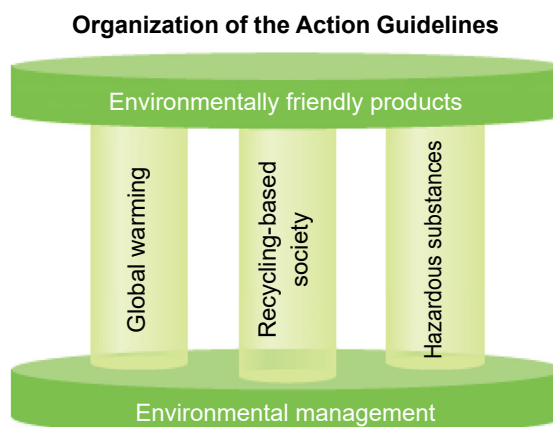 Organization of the Action Guidelines
Environmentally friendly products
Global warming
Recycling-based
society
Hazardous substances
Environmental management